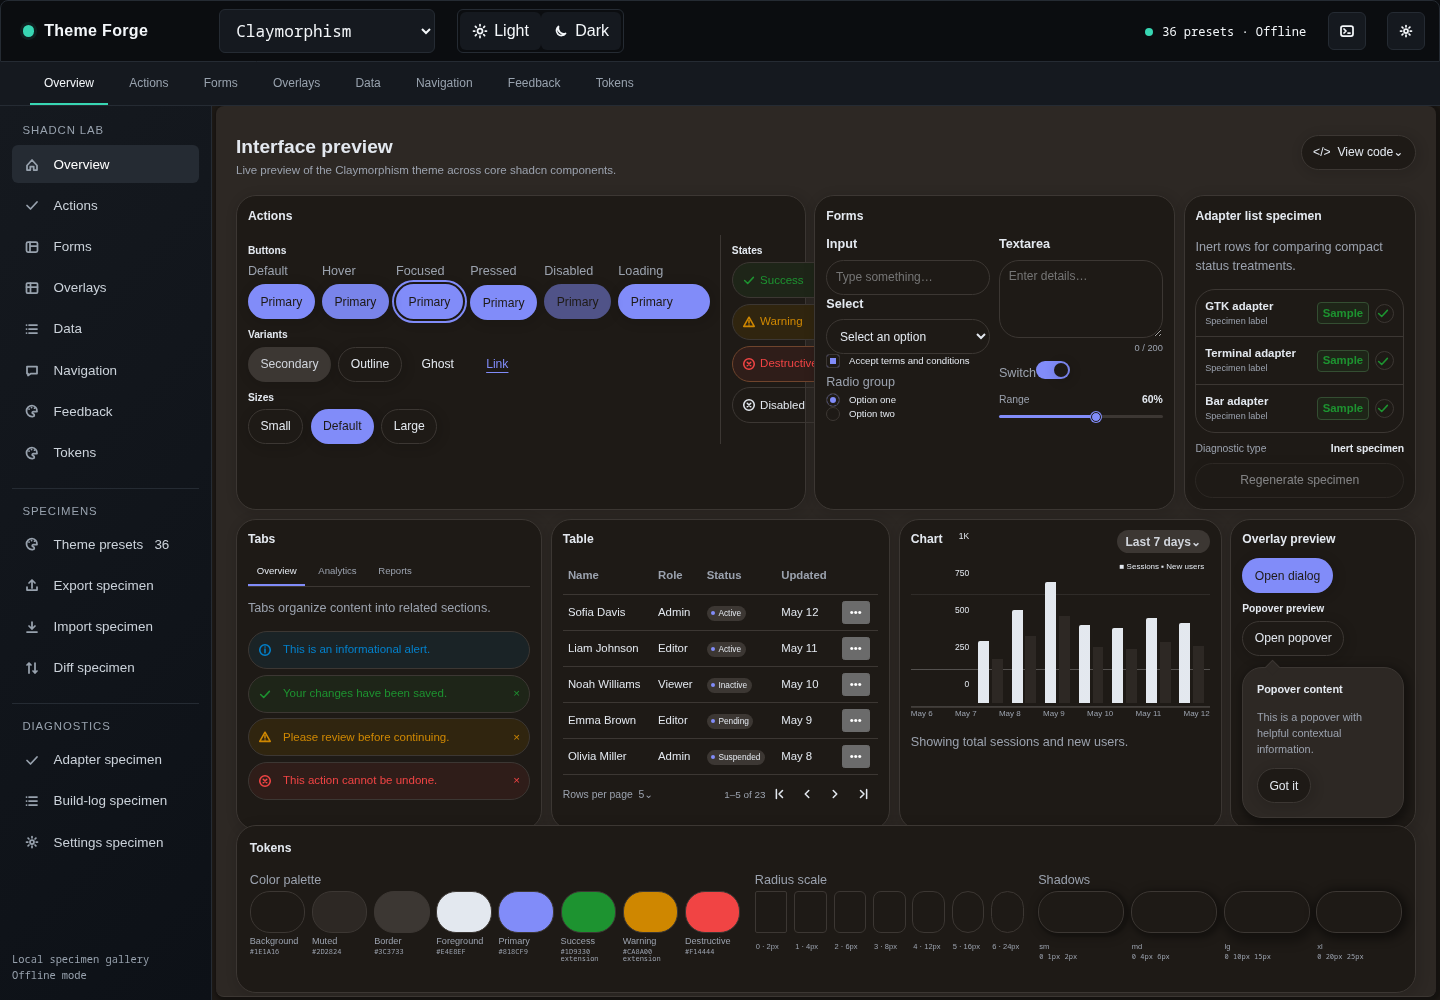 Theme Forge
Claymorphism
Light
Dark
36 presets · Offline
Overview
Actions
Forms
Overlays
Data
Navigation
Feedback
Tokens
SHADCN LAB
Overview
Actions
Forms
Overlays
Data
Navigation
Feedback
Tokens
SPECIMENS
Theme presets 36
Export specimen
Import specimen
Diff specimen
DIAGNOSTICS
Adapter specimen
Build-log specimen
Settings specimen
Local specimen gallery
Offline mode
Interface preview
Live preview of the Claymorphism theme across core shadcn components.
</> View code
Actions
Buttons
Default Hover Focused Pressed Disabled Loading
Primary Primary Primary Primary Primary Primary
Variants
Secondary Outline Ghost Link
Sizes
Small Default Large
States
Success
Warning
Destructive
Disabled
Forms
Input
Type something…
Select
Select an option
Accept terms and conditions
Radio group
Option one
Option two
Textarea
Enter details…
0 / 200
Switch
Range 60%
Adapter list specimen
Inert rows for comparing compact
status treatments.
GTK adapter
Specimen label
Sample
Terminal adapter
Specimen label
Sample
Bar adapter
Specimen label
Sample
Diagnostic type Inert specimen
Regenerate specimen
Tabs
Overview Analytics Reports
Tabs organize content into related sections.
This is an informational alert.
Your changes have been saved. ×
Please review before continuing. ×
This action cannot be undone. ×
Table
Name Role Status Updated
Sofia Davis Admin Active May 12 •••
Liam Johnson Editor Active May 11 •••
Noah Williams Viewer Inactive May 10 •••
Emma Brown Editor Pending May 9 •••
Olivia Miller Admin Suspended May 8 •••
Rows per page 5 1–5 of 23
Chart
Last 7 days
■ Sessions ▪ New users
1K
750
500
250
0
May 6 May 7 May 8 May 9 May 10 May 11 May 12
Showing total sessions and new users.
Overlay preview
Open dialog
Popover preview
Open popover
Popover content
This is a popover with
helpful contextual
information.
Got it
Tokens
Color palette
Background Muted Border Foreground Primary Success Warning Destructive
#1E1A16 #2D2824 #3C3733 #E4E8EF #818CF9 #1D9330 #CA8A00 #F14444
extension extension
Radius scale
0 · 2px 1 · 4px 2 · 6px 3 · 8px 4 · 12px 5 · 16px 6 · 24px
Shadows
sm md lg xl
0 1px 2px 0 4px 6px 0 10px 15px 0 20px 25px